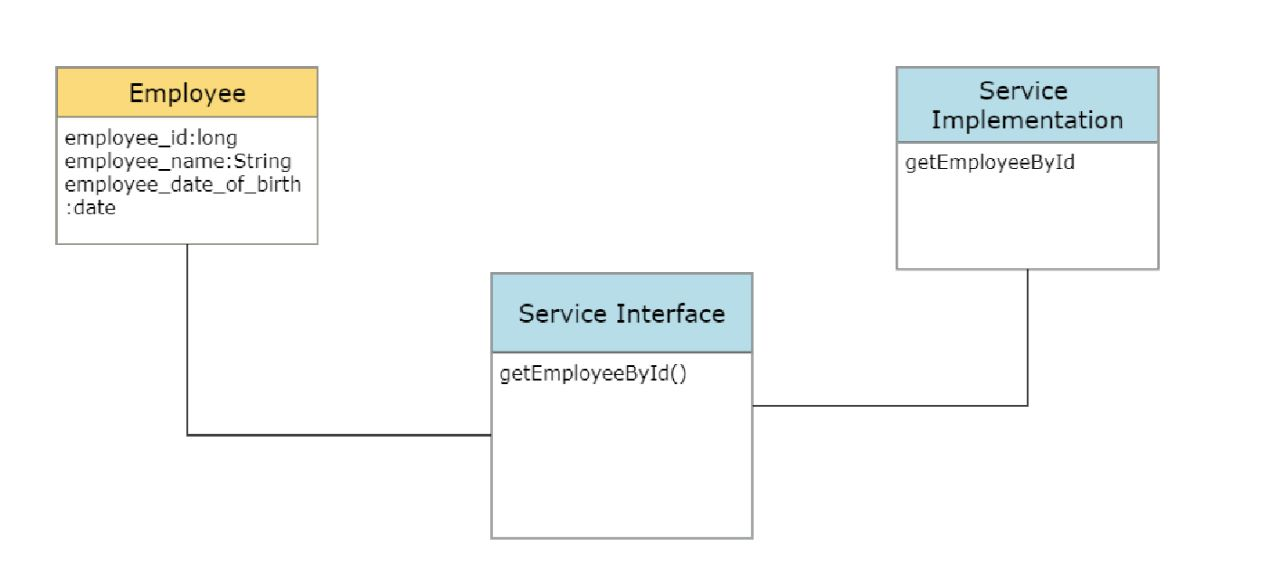 Employee
employee_id:long
employee_name:String
employee_date_of_birth
:date
Service Interface
getEmployeeById()
Service
Implementation
getEmployeeById